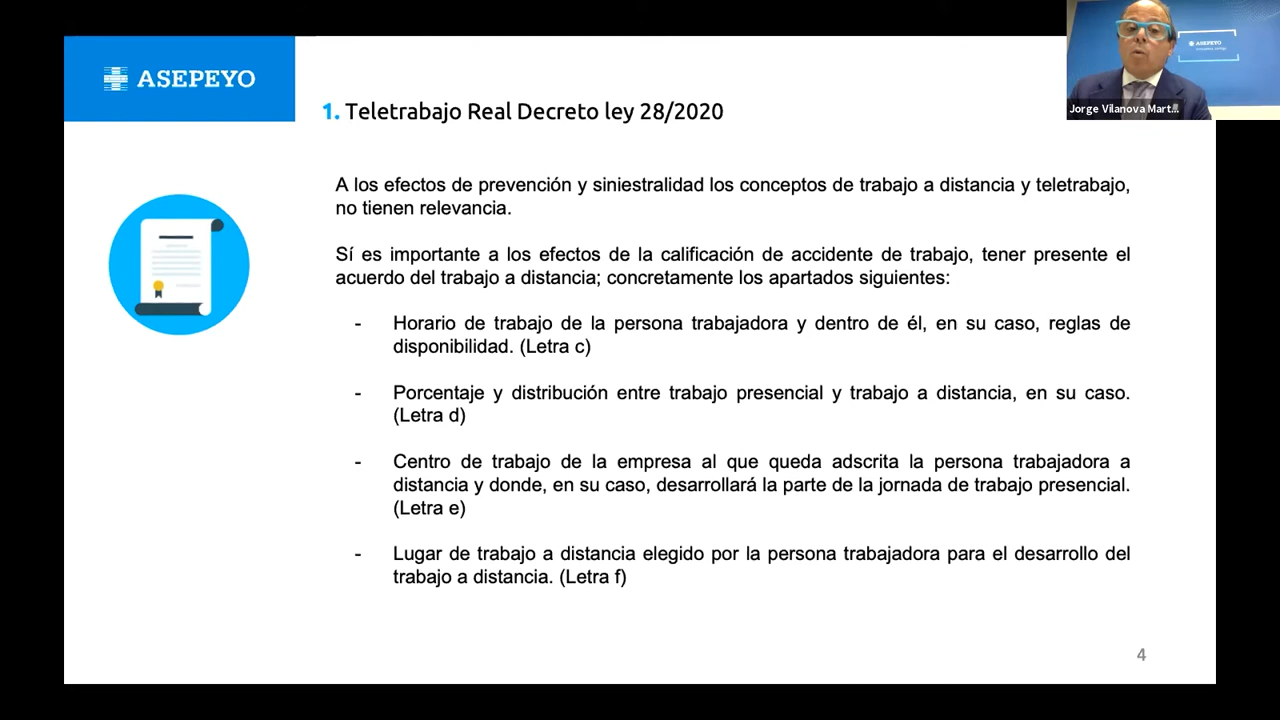 ASEPEYO
1. Teletrabajo Real Decreto ley 28/2020
ASEPEYO
Jorge Vilanova Mart...
A los efectos de prevención y siniestralidad los conceptos de trabajo a distancia y teletrabajo,
no tienen relevancia.
Sí es importante a los efectos de la calificación de accidente de trabajo, tener presente el
acuerdo del trabajo a distancia; concretamente los apartados siguientes:
- Horario de trabajo de la persona trabajadora y dentro de él, en su caso, reglas de
disponibilidad. (Letra c)
- Porcentaje y distribución entre trabajo presencial y trabajo a distancia, en su caso.
(Letra d)
- Centro de trabajo de la empresa al que queda adscrita la persona trabajadora a
distancia y donde, en su caso, desarrollará la parte de la jornada de trabajo presencial.
(Letra e)
- Lugar de trabajo a distancia elegido por la persona trabajadora para el desarrollo del
trabajo a distancia. (Letra f)
4